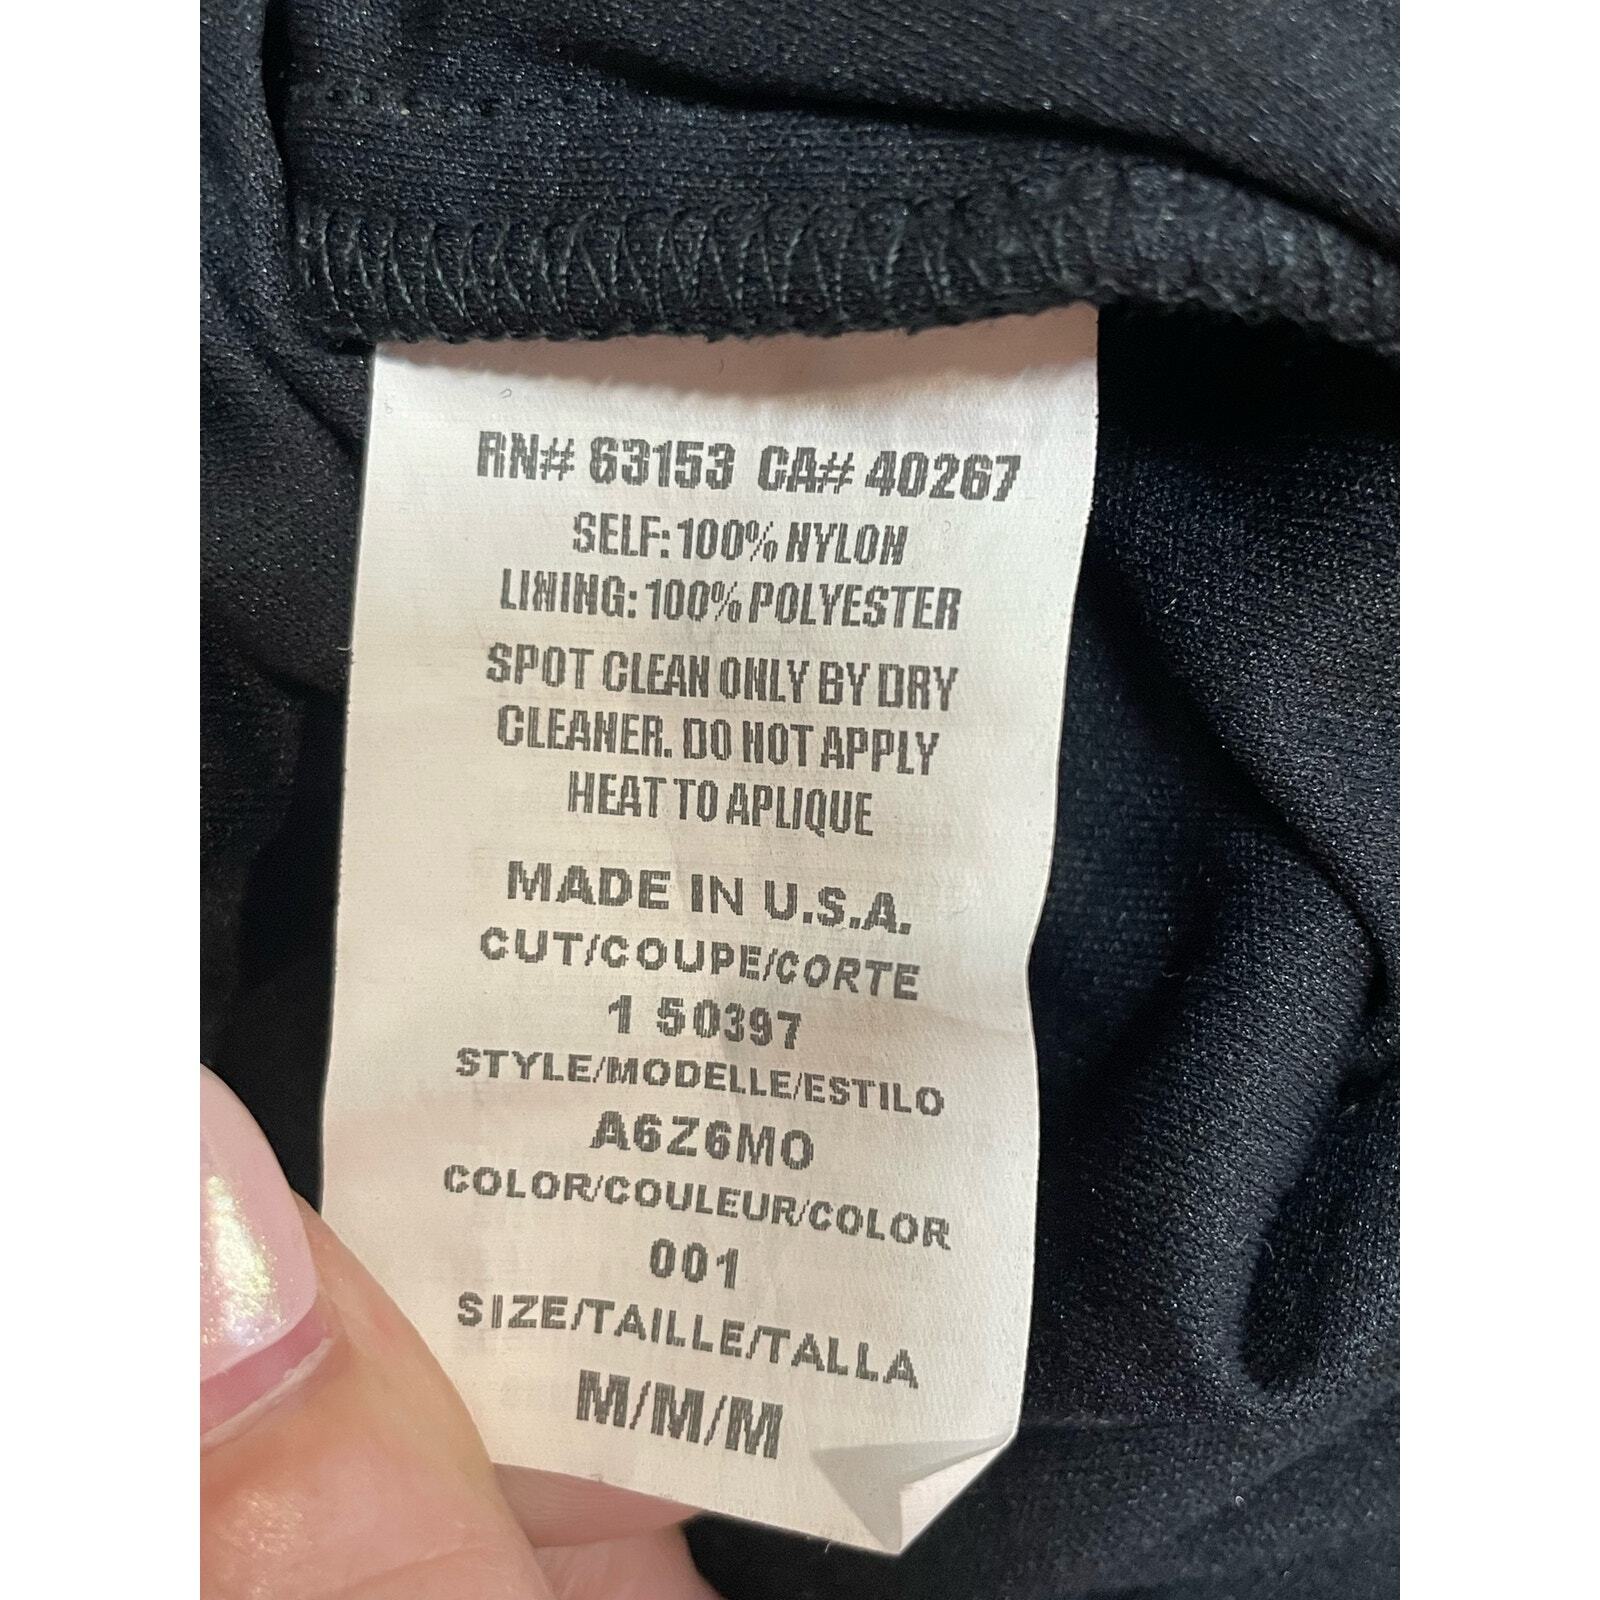 RN# 63153 CA# 40267
SELF: 100% NYLON
LINING: 100% POLYESTER
SPOT CLEAN ONLY BY DRY
CLEANER. DO NOT APPLY
HEAT TO APLIQUE
MADE IN U.S.A.
CUT/COUPE/CORTE
1 50397
STYLE/MODELLE/ESTILO
A6Z6MO
COLOR/COULEUR/COLOR
001
SIZE/TAILLE/TALLA
M/M/M